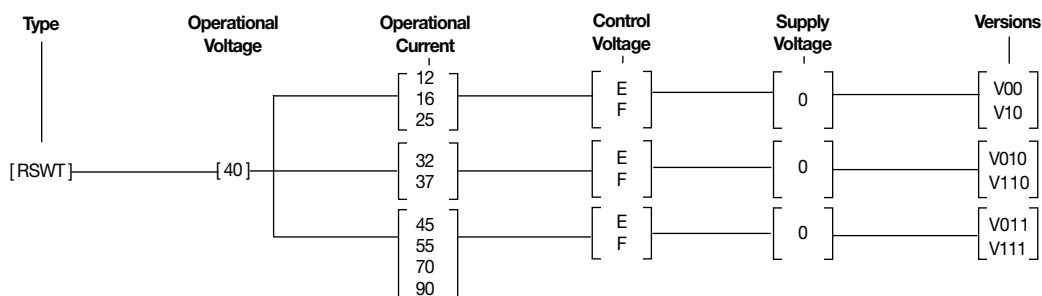 Type
Operational
Voltage
Operational
Current
Control
Voltage
Supply
Voltage
Versions
[ RSWT ]
[ 40 ]
12
16
25
E
F
0
V00
V10
32
37
E
F
0
V010
V110
45
55
70
90
E
F
0
V011
V111